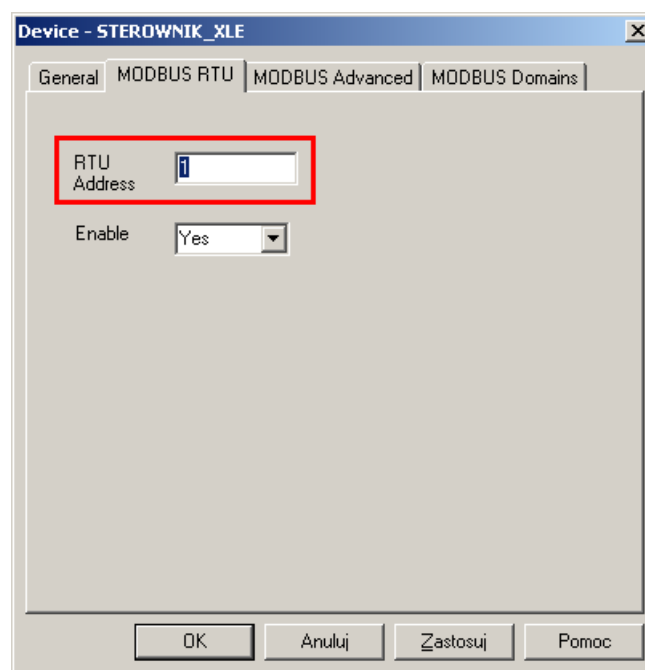 Device - STEROWNIK_XLE
General MODBUS RTU MODBUS Advanced MODBUS Domains
RTU
Address
1
Enable
Yes
OK Anuluj Zastosuj Pomoc